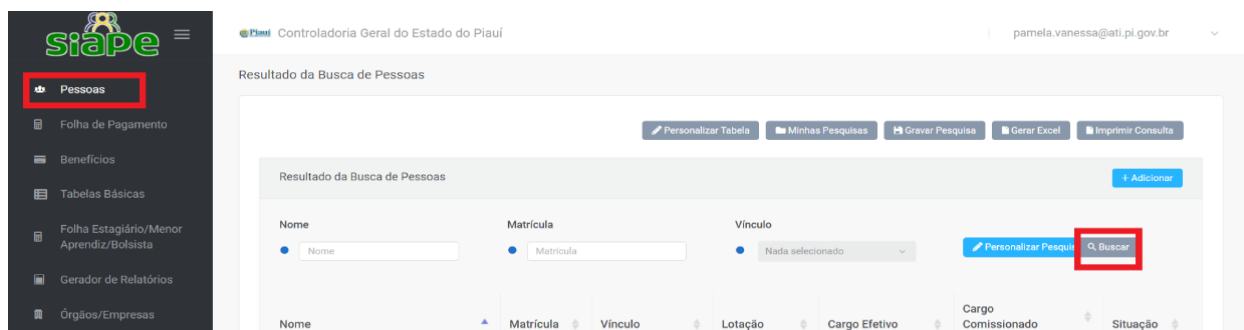 siape
Piauí Controladoria Geral do Estado do Piauí
pamela.vanessa@ati.pi.gov.br
Pessoas
Folha de Pagamento
Benefícios
Tabelas Básicas
Folha Estagiário/Menor
Aprendiz/Bolsista
Gerador de Relatórios
Órgãos/Empresas
Resultado da Busca de Pessoas
Personalizar Tabela Minhas Pesquisas Gravar Pesquisa Gerar Excel Imprimir Consulta
Resultado da Busca de Pessoas + Adicionar
Nome Matrícula Vínculo
Nome Matrícula Nada selecionado Personalizar Pesquis Buscar
Nome Matrícula Vínculo Lotação Cargo Efetivo Cargo
Comissionado Situação